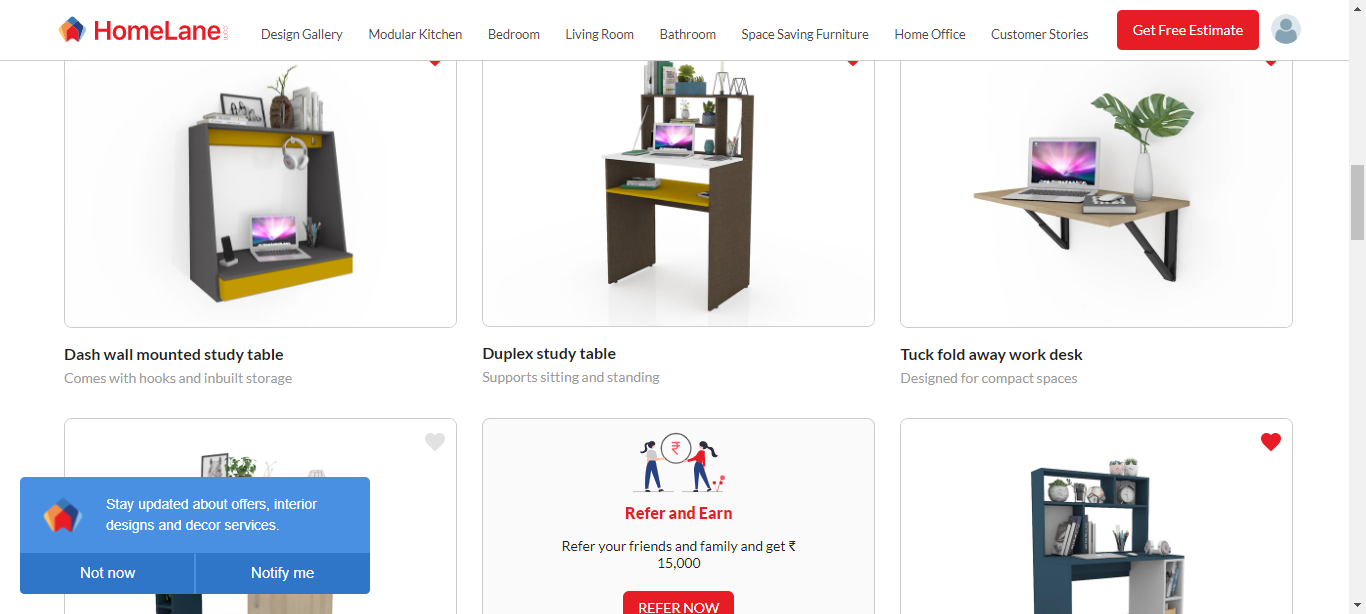 HomeLane
Design Gallery
Modular Kitchen
Bedroom
Living Room
Bathroom
Space Saving Furniture
Home Office
Customer Stories
Get Free Estimate
Dash wall mounted study table
Comes with hooks and inbuilt storage
Duplex study table
Supports sitting and standing
Tuck fold away work desk
Designed for compact spaces
₹
Refer and Earn
Refer your friends and family and get ₹
15,000
REFER NOW
Stay updated about offers, interior
designs and decor services.
Not now
Notify me